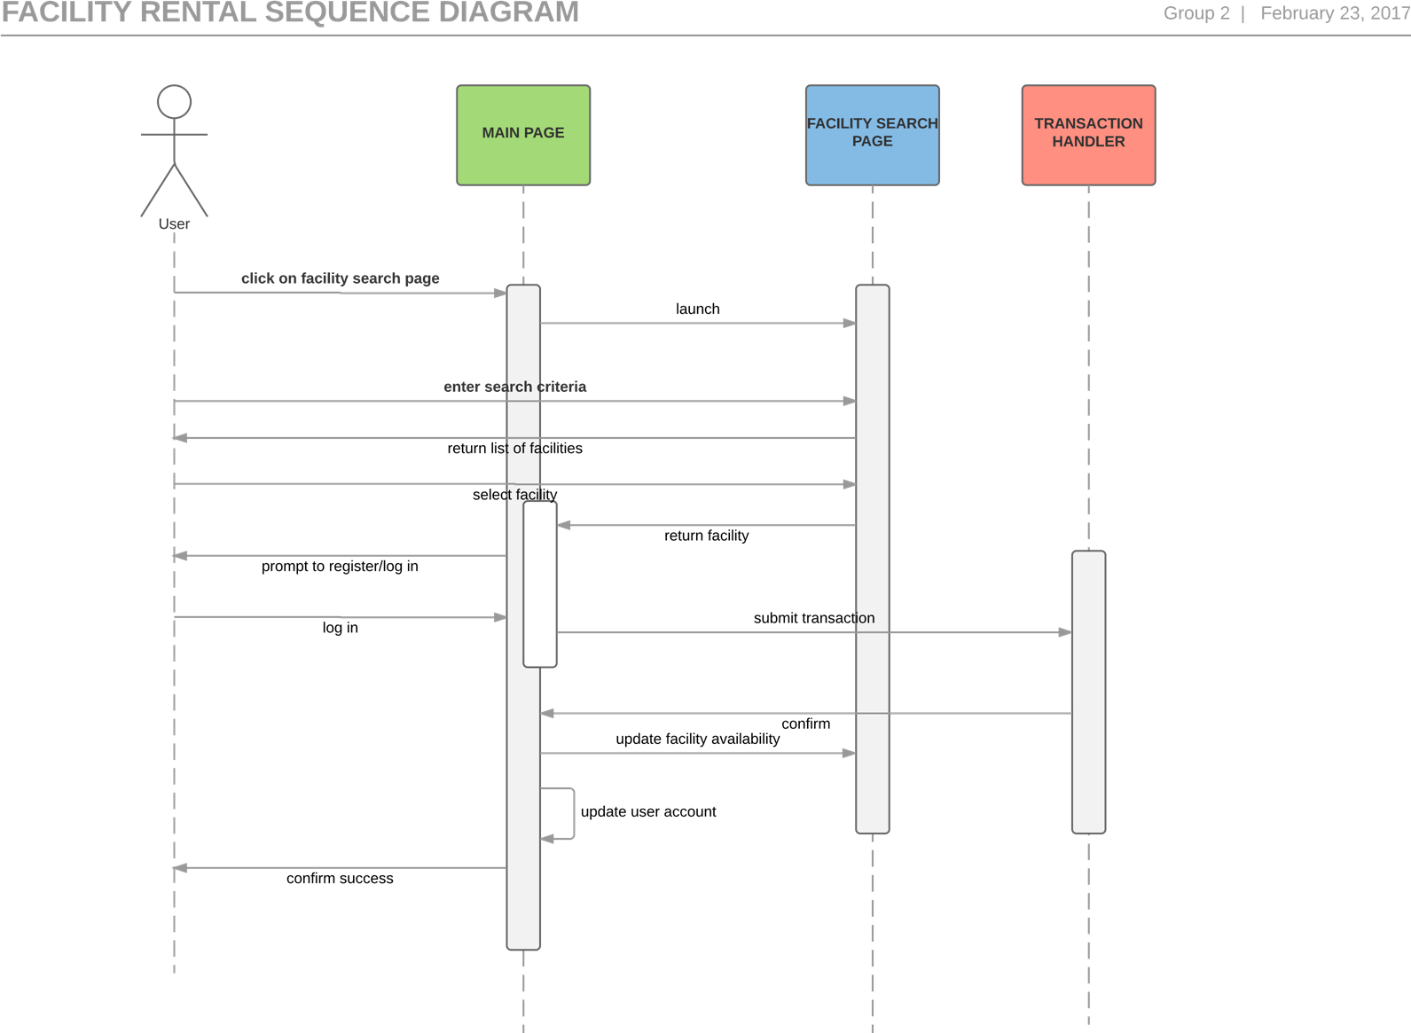 FACILITY RENTAL SEQUENCE DIAGRAM
Group 2 | February 23, 2017
MAIN PAGE
FACILITY SEARCH
PAGE
TRANSACTION
HANDLER
User
click on facility search page
launch
enter search criteria
return list of facilities
select facility
return facility
prompt to register/log in
submit transaction
log in
confirm
update facility availability
update user account
confirm success